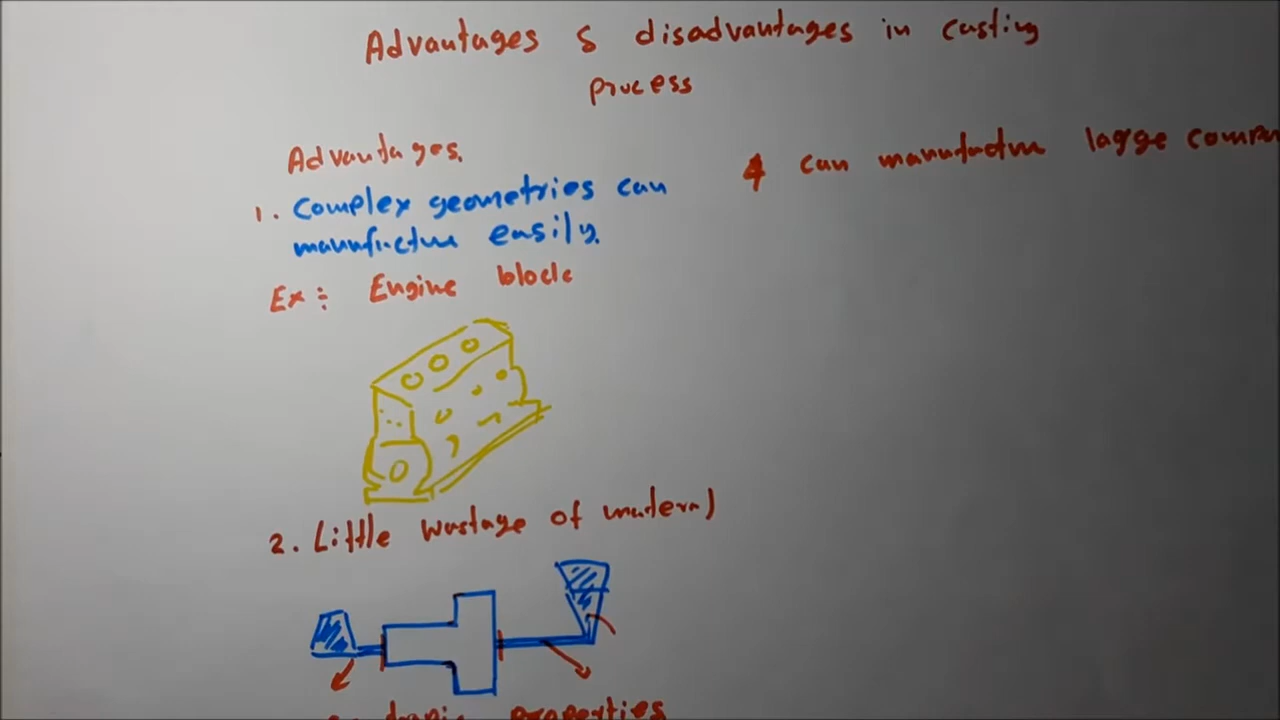 Advantages & disadvantages in casting
process
Advantages.
1. Complex geometries can
manufacture easily.
Ex: Engine block
2. Little wastage of material
properties
4 can manufacture large